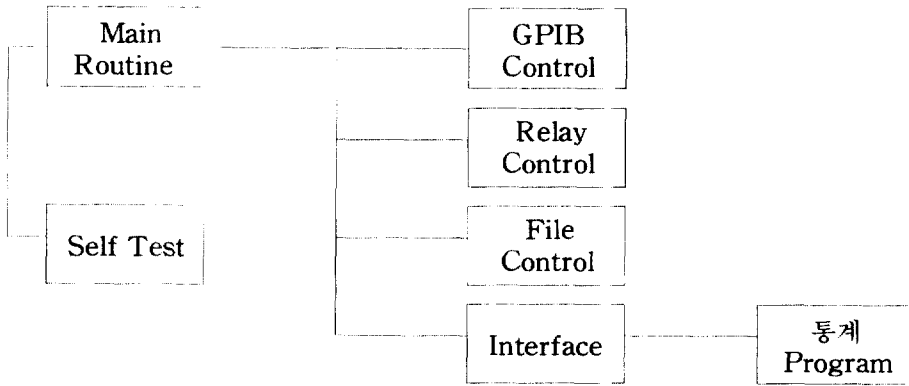 Main
Routine
GPIB
Control
Relay
Control
Self Test
File
Control
Interface
통계
Program